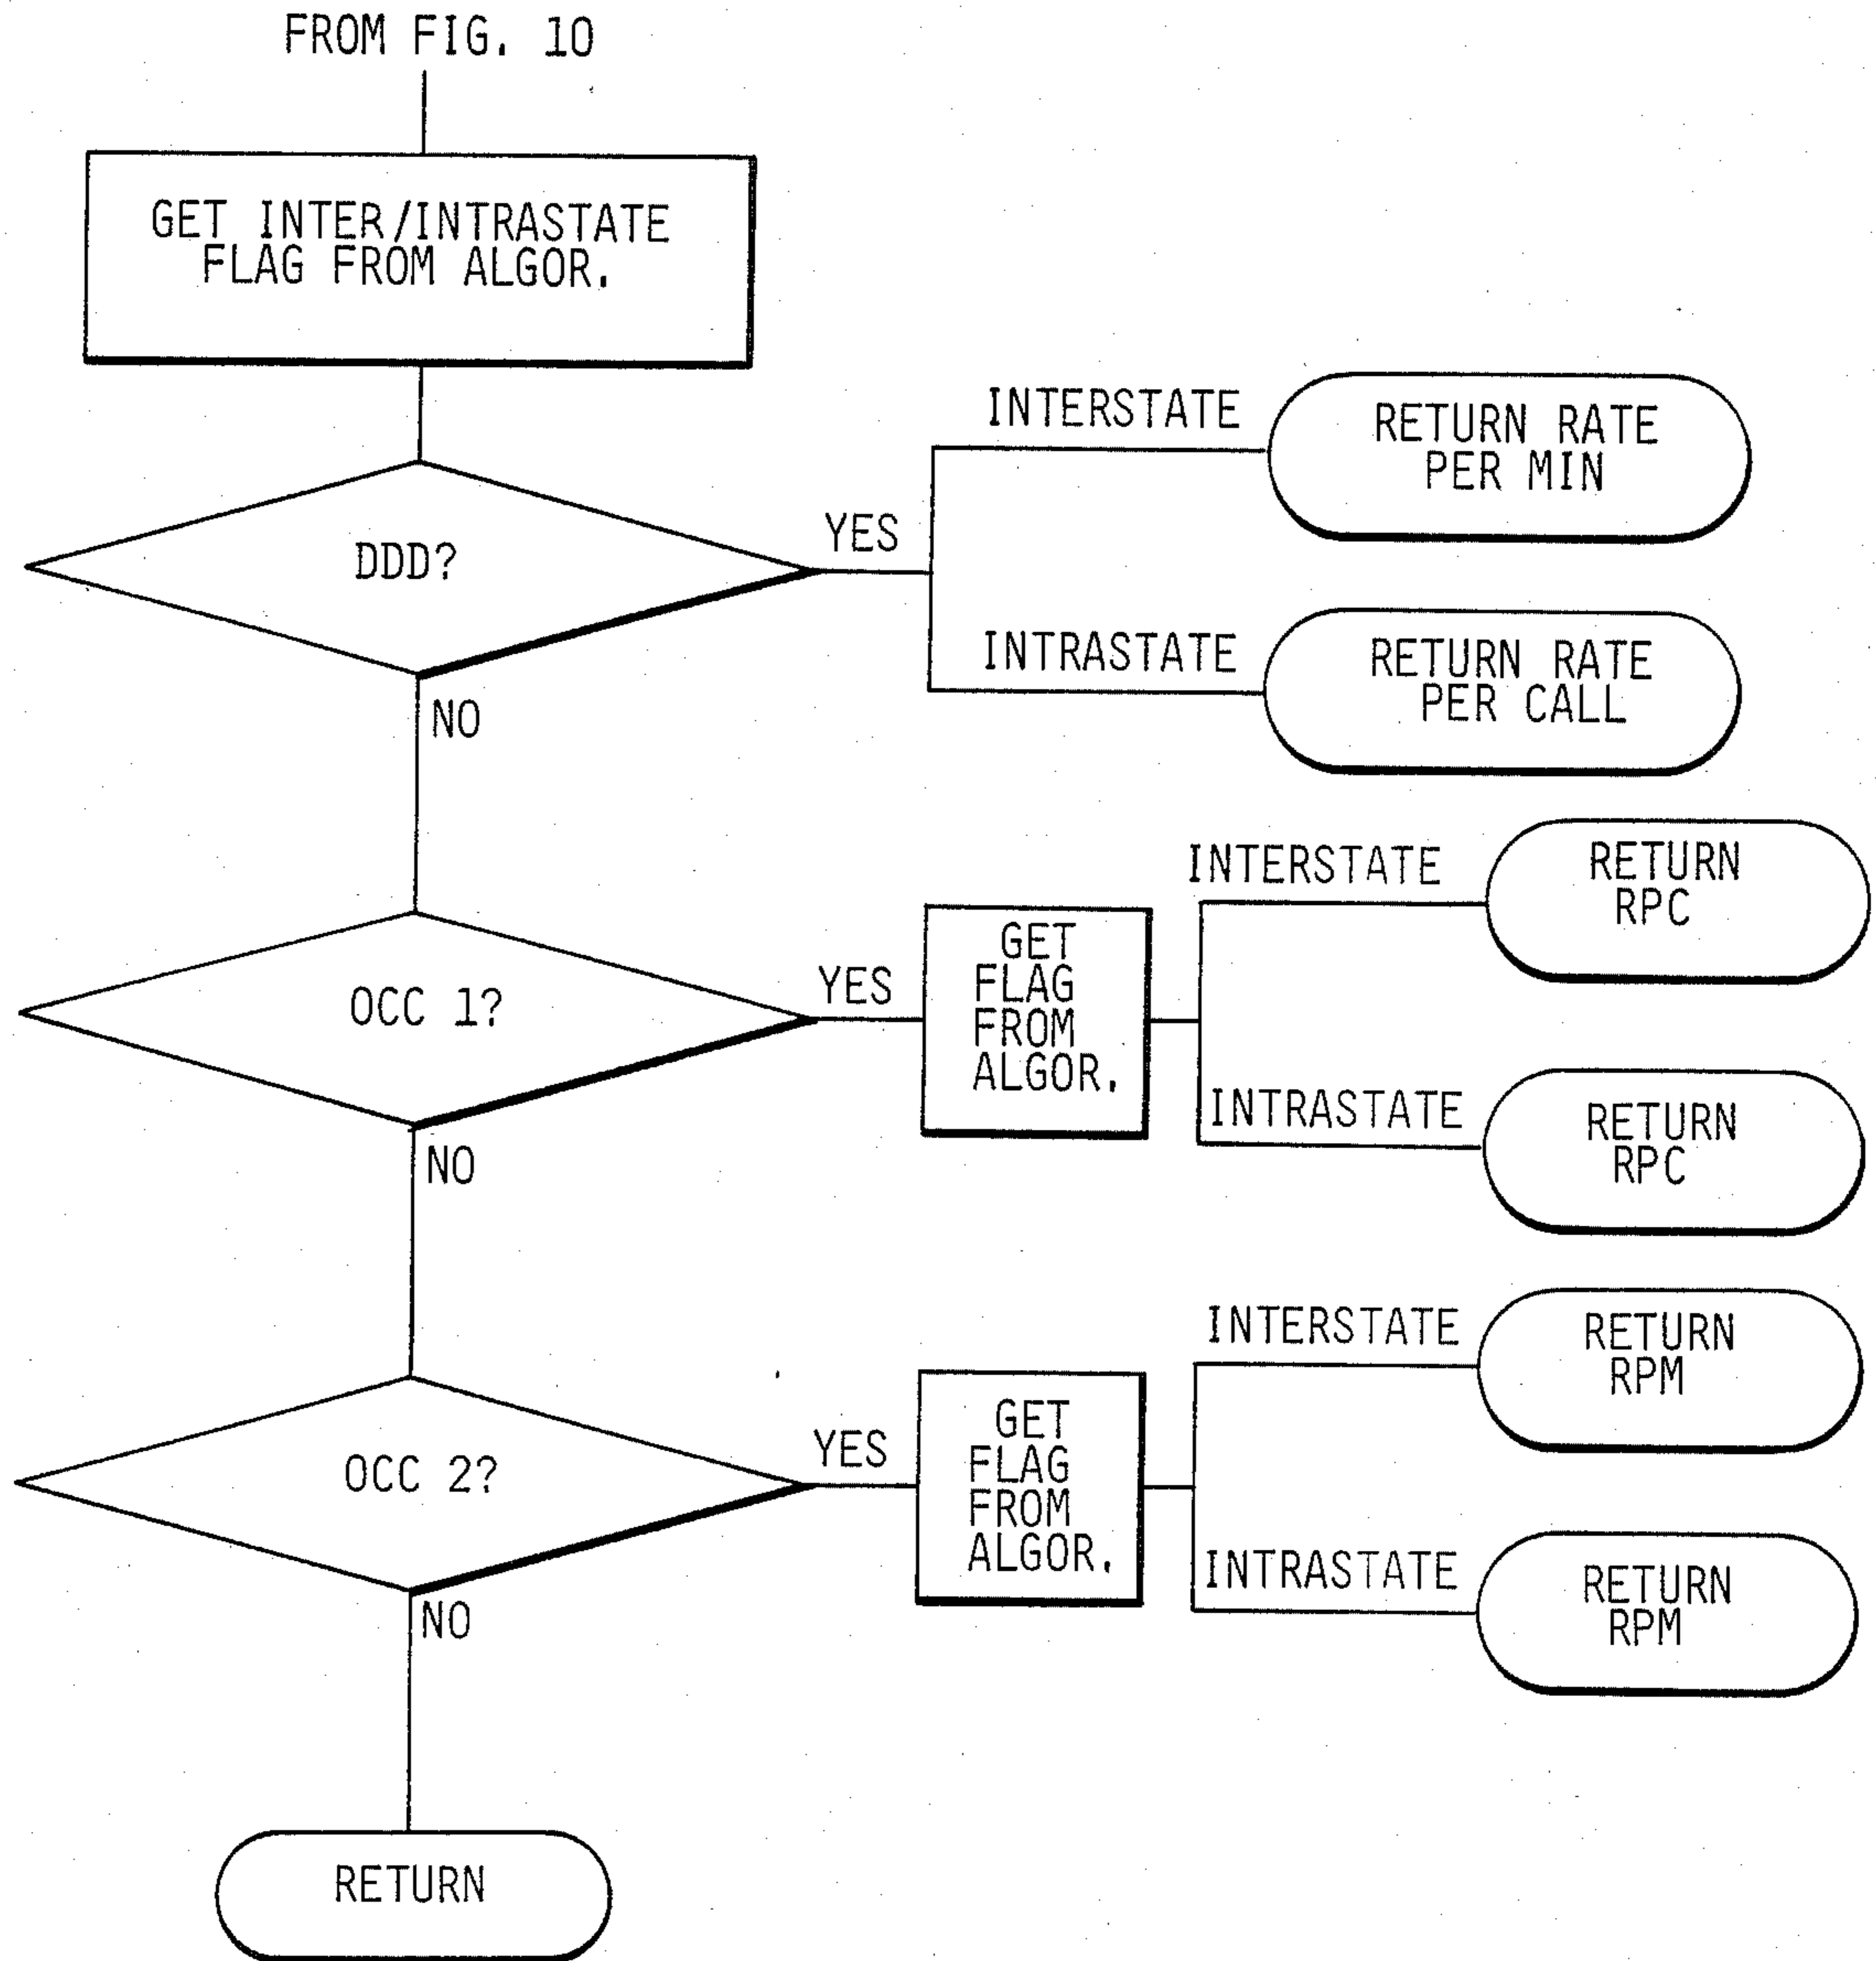 FROM FIG. 10
GET INTER/INTRASTATE
FLAG FROM ALGOR.
INTERSTATE
RETURN RATE
PER MIN
DDD?
YES
INTRASTATE
RETURN RATE
PER CALL
NO
INTERSTATE
RETURN
RPC
OCC 1?
YES
GET
FLAG
FROM
ALGOR.
INTRASTATE
RETURN
RPC
NO
INTERSTATE
RETURN
RPM
OCC 2?
YES
GET
FLAG
FROM
ALGOR.
INTRASTATE
RETURN
RPM
NO
RETURN